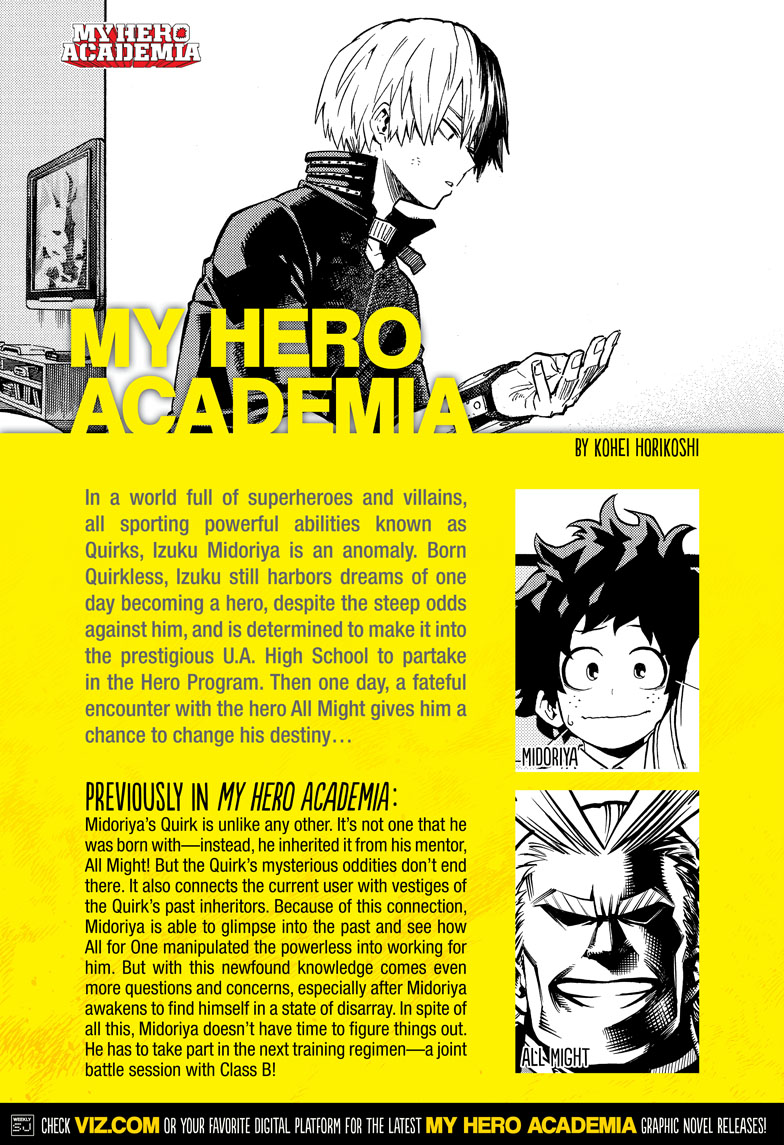 MY HERO
ACADEMIA
MY HERO
ACADEMIA
BY KOHEI HORIKOSHI
In a world full of superheroes and villains,
all sporting powerful abilities known as
Quirks, Izuku Midoriya is an anomaly. Born
Quirkless, Izuku still harbors dreams of one
day becoming a hero, despite the steep odds
against him, and is determined to make it into
the prestigious U.A. High School to partake
in the Hero Program. Then one day, a fateful
encounter with the hero All Might gives him a
chance to change his destiny…
MIDORIYA
PREVIOUSLY IN MY HERO ACADEMIA:
Midoriya’s Quirk is unlike any other. It’s not one that he
was born with—instead, he inherited it from his mentor,
All Might! But the Quirk’s mysterious oddities don’t end
there. It also connects the current user with vestiges of
the Quirk’s past inheritors. Because of this connection,
Midoriya is able to glimpse into the past and see how
All for One manipulated the powerless into working for
him. But with this newfound knowledge comes even
more questions and concerns, especially after Midoriya
awakens to find himself in a state of disarray. In spite of
all this, Midoriya doesn’t have time to figure things out.
He has to take part in the next training regimen—a joint
battle session with Class B!
ALL MIGHT
WEEKLY
SJ
CHECK VIZ.COM OR YOUR FAVORITE DIGITAL PLATFORM FOR THE LATEST MY HERO ACADEMIA GRAPHIC NOVEL RELEASES!